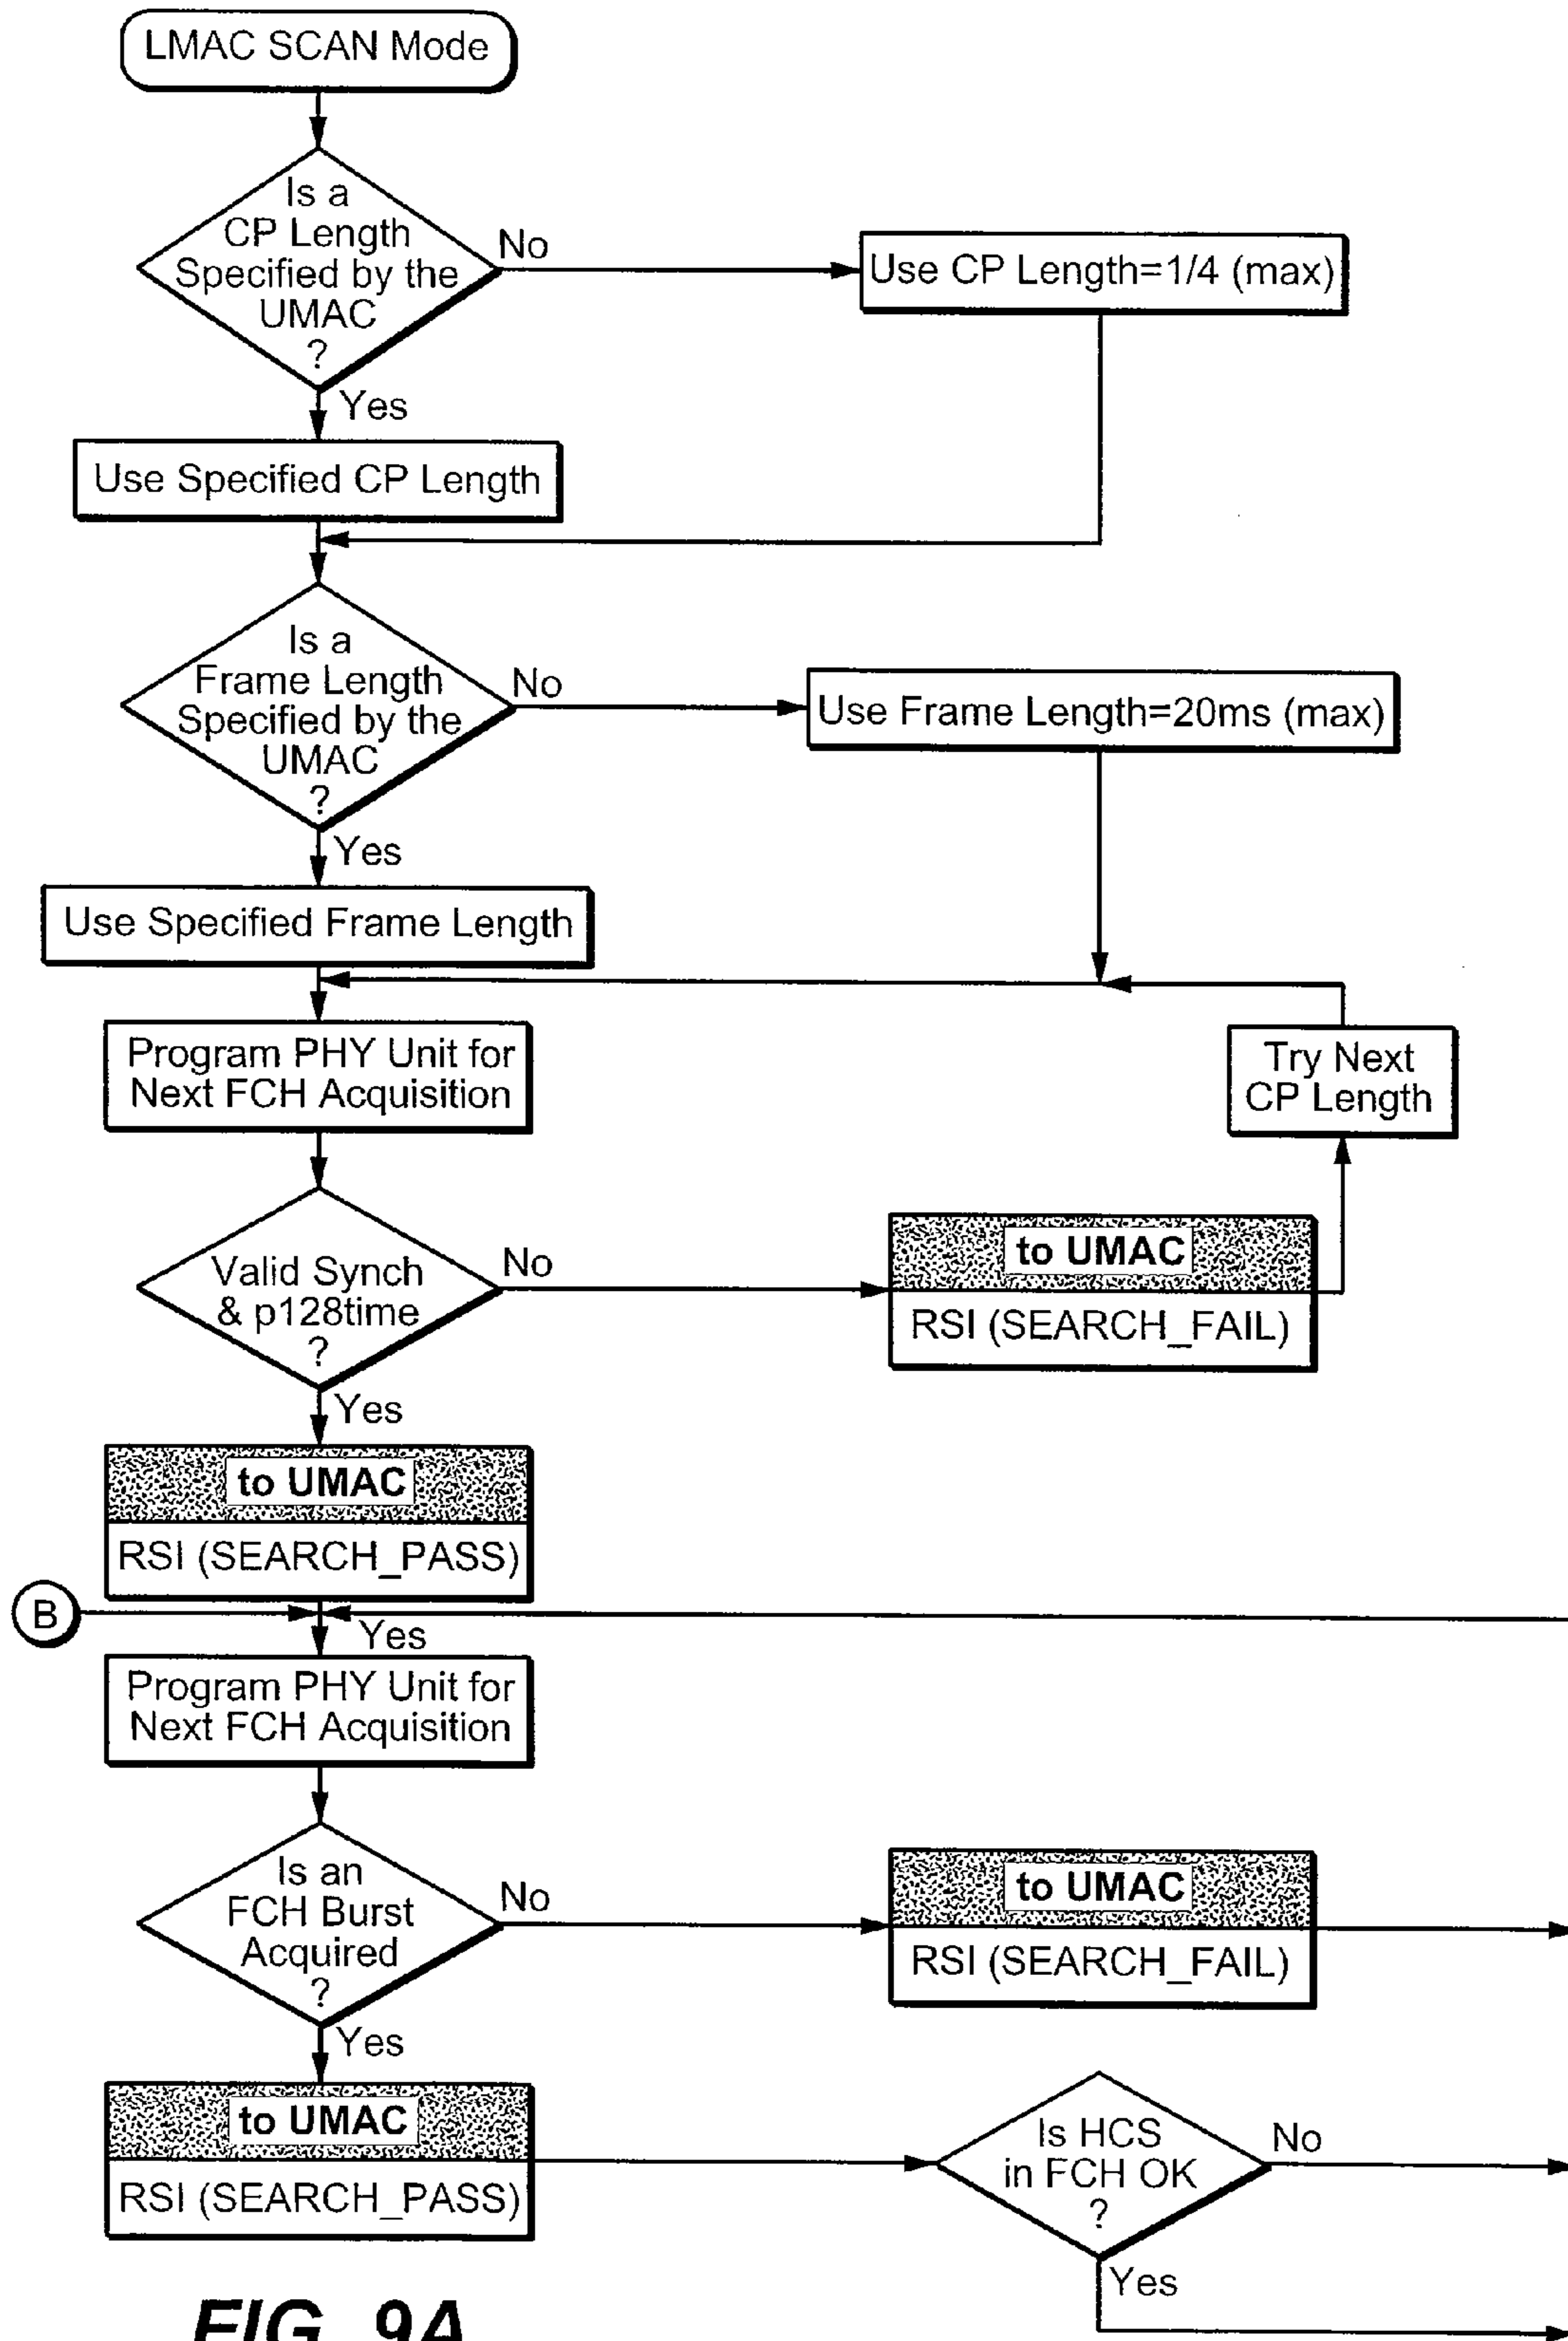 LMAC SCAN Mode
Is a
CP Length
Specified by the
UMAC
?
No
Use CP Length=1/4 (max)
Yes
Use Specified CP Length
Is a
Frame Length
Specified by the
UMAC
?
No
Use Frame Length=20ms (max)
Yes
Use Specified Frame Length
Program PHY Unit for
Next FCH Acquisition
Try Next
CP Length
Valid Synch
& p128time
?
No
to UMAC
RSI (SEARCH_FAIL)
Yes
to UMAC
RSI (SEARCH_PASS)
B
Yes
Program PHY Unit for
Next FCH Acquisition
Is an
FCH Burst
Acquired
?
No
to UMAC
RSI (SEARCH_FAIL)
Yes
to UMAC
RSI (SEARCH_PASS)
Is HCS
in FCH OK
?
No
Yes
FIG. 9A